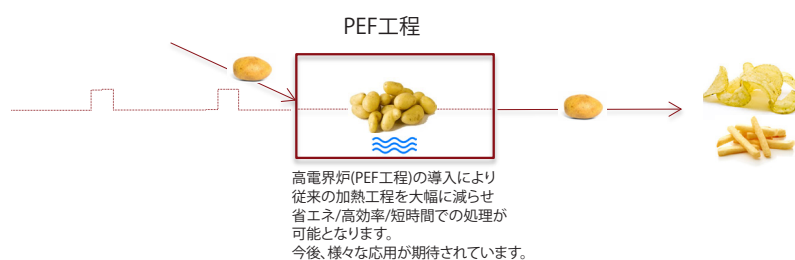 PEF工程
高電界炉(PEF工程)の導入により
従来の加熱工程を大幅に減らせ
省エネ/高効率/短時間での処理が
可能となります。
今後、様々な応用が期待されています。